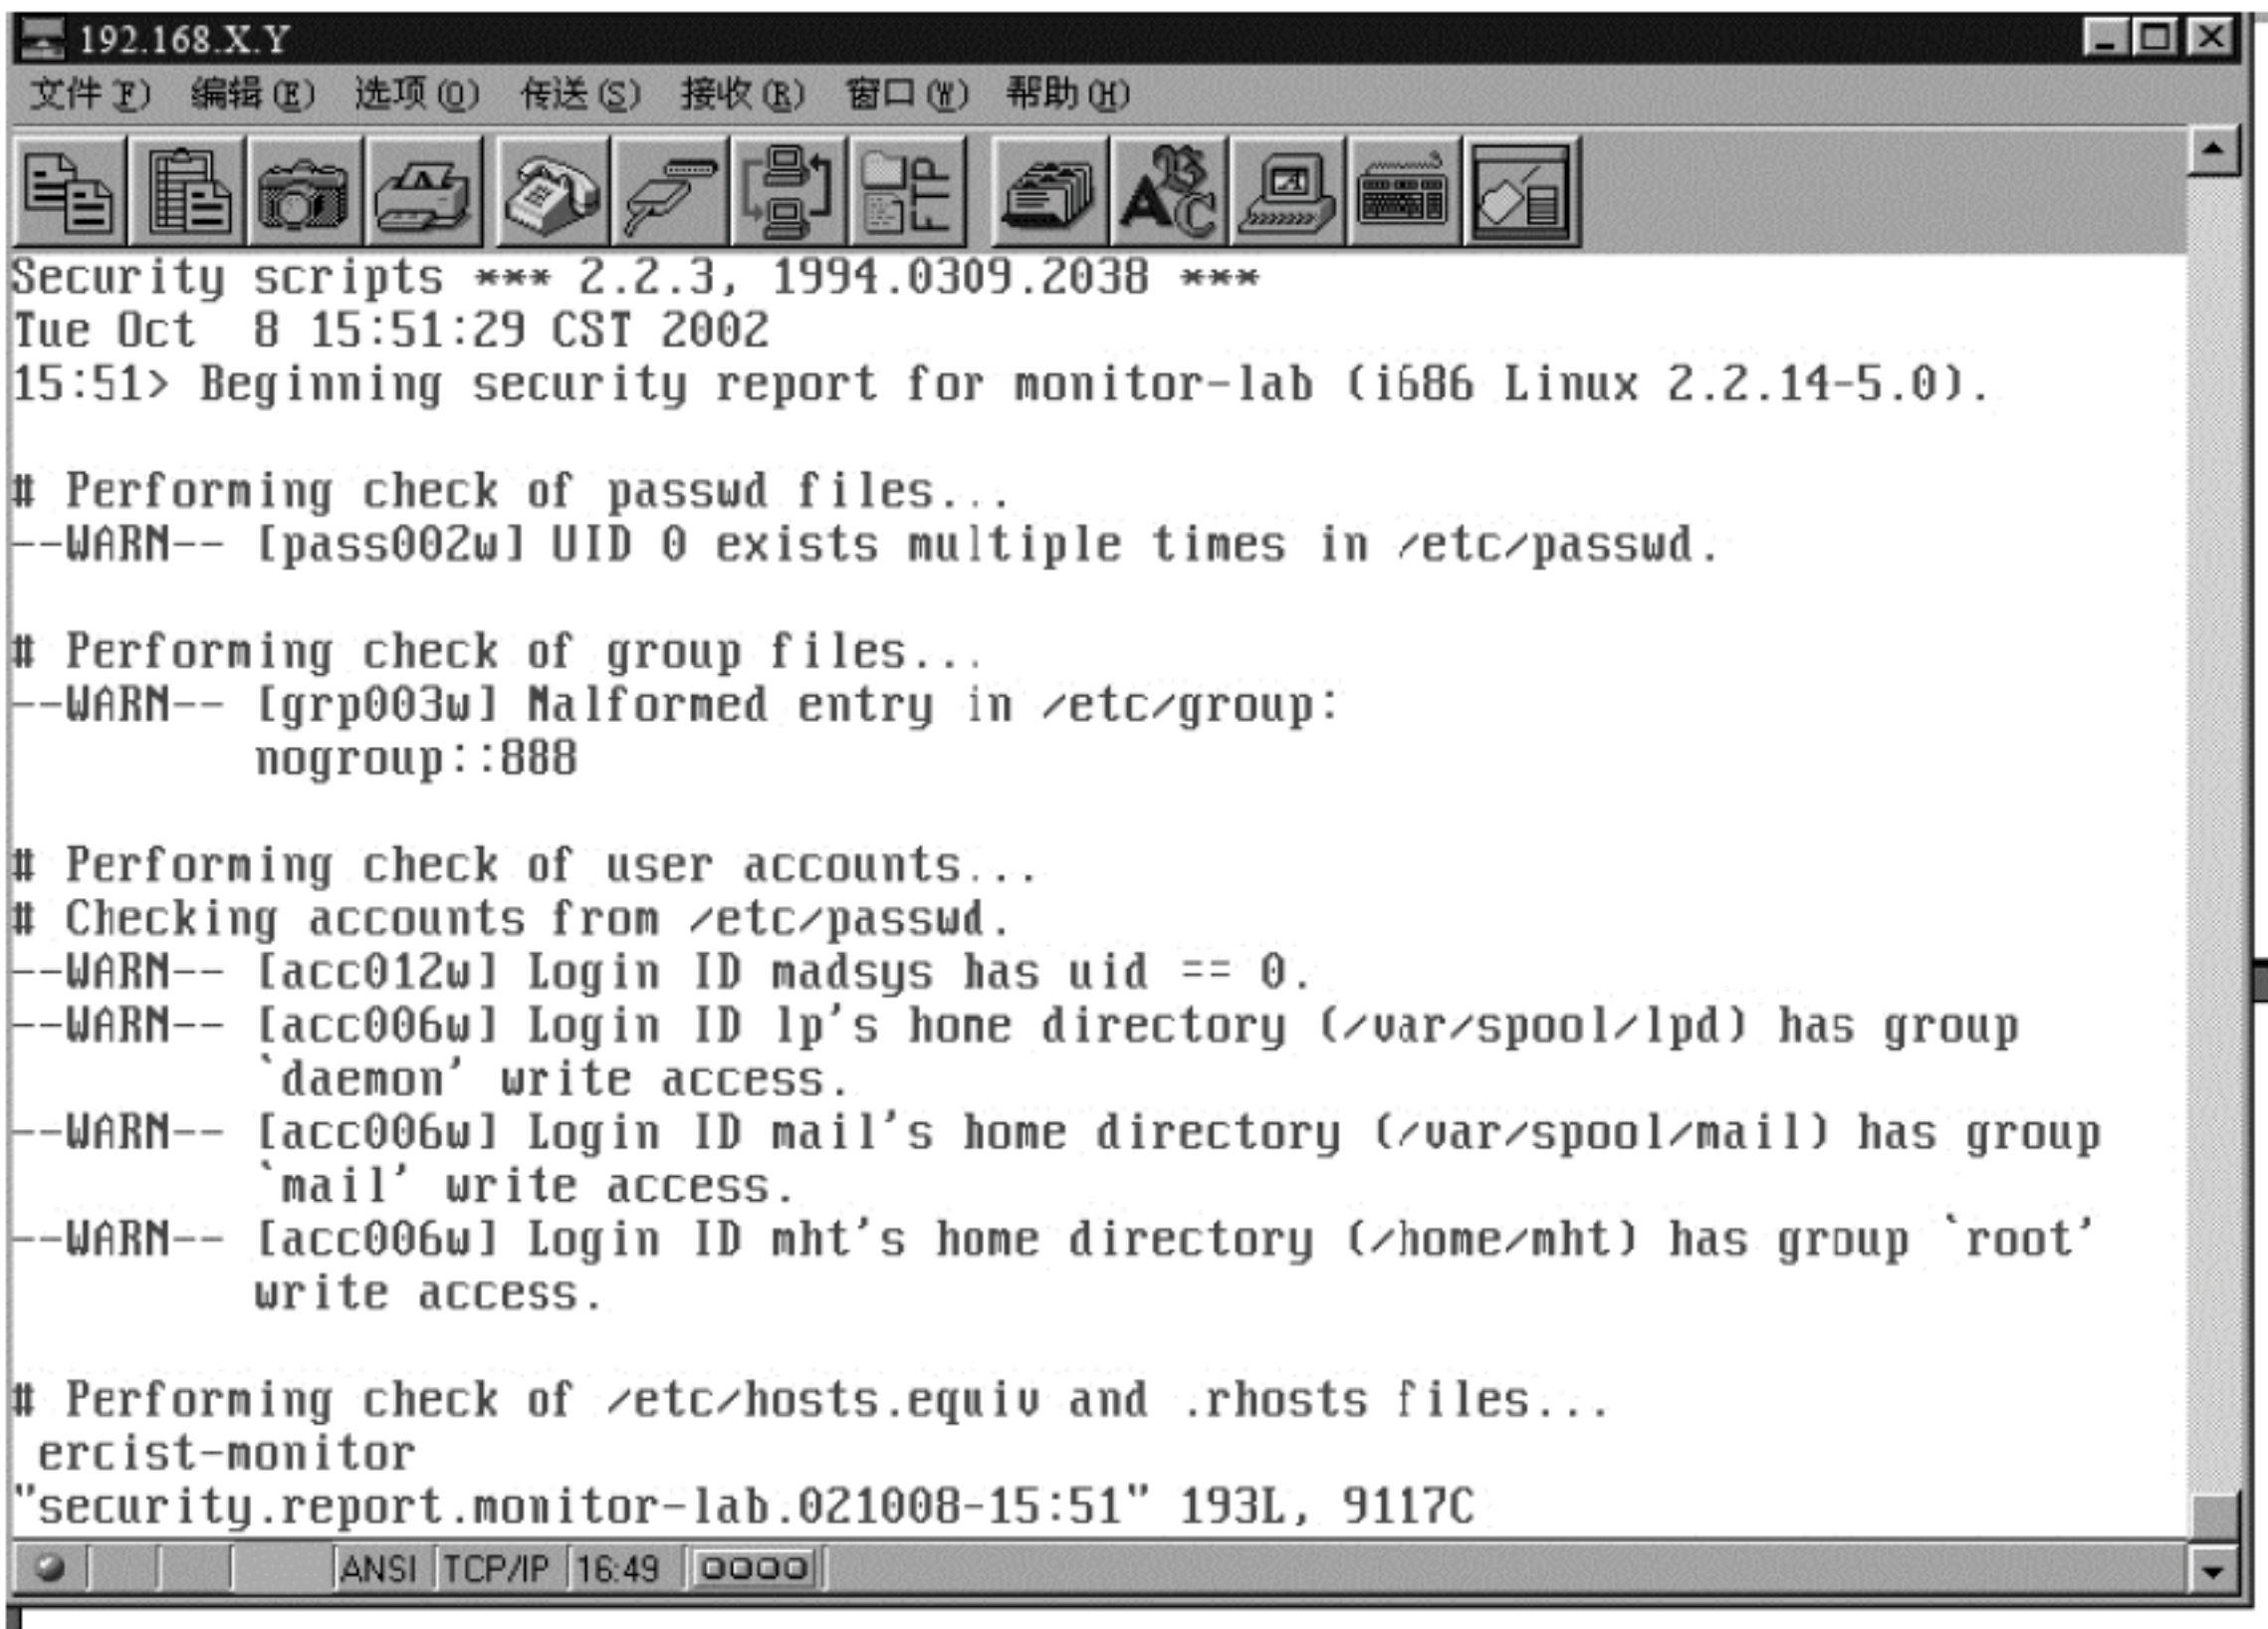 192.168.X.Y
文件(F) 编辑(E) 选项(O) 传送(S) 接收(R) 窗口(W) 帮助(H)
FTP
Security scripts *** 2.2.3, 1994.0309.2038 ***
Tue Oct  8 15:51:29 CST 2002
15:51> Beginning security report for monitor-lab (i686 Linux 2.2.14-5.0).
# Performing check of passwd files...
--WARN-- [pass002w] UID 0 exists multiple times in /etc/passwd.
# Performing check of group files...
--WARN-- [grp003w] Malformed entry in /etc/group:
nogroup::888
# Performing check of user accounts...
# Checking accounts from /etc/passwd.
--WARN-- [acc012w] Login ID madsys has uid == 0.
--WARN-- [acc006w] Login ID lp's home directory (/var/spool/lpd) has group
`daemon' write access.
--WARN-- [acc006w] Login ID mail's home directory (/var/spool/mail) has group
`mail' write access.
--WARN-- [acc006w] Login ID mht's home directory (/home/mht) has group `root'
write access.
# Performing check of /etc/hosts.equiv and .rhosts files...
ercist-monitor
"security.report.monitor-lab.021008-15:51" 193L, 9117C
ANSI TCP/IP 16:49